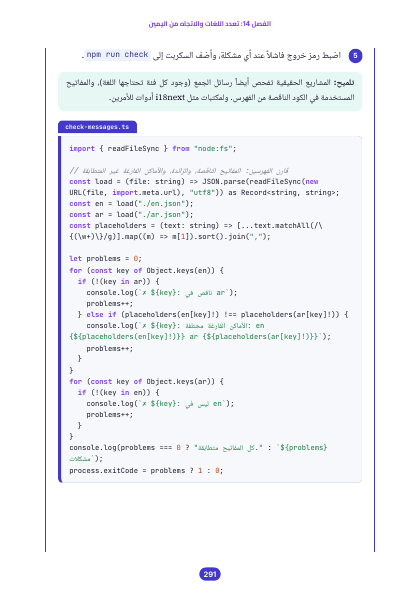 الفصل 14: تعدد اللغات والاتجاه من اليمين
5 اضبط رمز خروج فاشلاً عند أي مشكلة، وأضف السكربت إلى npm run check.
تلميح: المشاريع الحقيقية تفحص أيضاً رسائل الجمع (وجود كل فئة تحتاجها اللغة)، والمفاتيح
المستخدمة في الكود الناقصة من الفهرس. ولمكتبات مثل i18next أدوات للأمرين.
check-messages.ts
import { readFileSync } from "node:fs";
// قارن الفهرسين: المفاتيح الناقصة، والزائدة، والأماكن الفارغة غير المتطابقة
const load = (file: string) => JSON.parse(readFileSync(new
URL(file, import.meta.url), "utf8")) as Record<string, string>;
const en = load("./en.json");
const ar = load("./ar.json");
const placeholders = (text: string) => [...text.matchAll(/\
{(\w+)\}/g)].map((m) => m[1]).sort().join(",");
let problems = 0;
for (const key of Object.keys(en)) {
if (!(key in ar)) {
console.log(`✗ ${key}: ناقص في ar`);
problems++;
} else if (placeholders(en[key]!) !== placeholders(ar[key]!)) {
console.log(`✗ ${key}: الأماكن الفارغة مختلفة: en
{${placeholders(en[key]!)}} ar {${placeholders(ar[key]!)}}`);
problems++;
}
}
for (const key of Object.keys(ar)) {
if (!(key in en)) {
console.log(`✗ ${key}: ليس في en`);
problems++;
}
}
console.log(problems === 0 ? "كل المفاتيح متطابقة." : `${problems}
مشكلات`);
process.exitCode = problems ? 1 : 0;
291